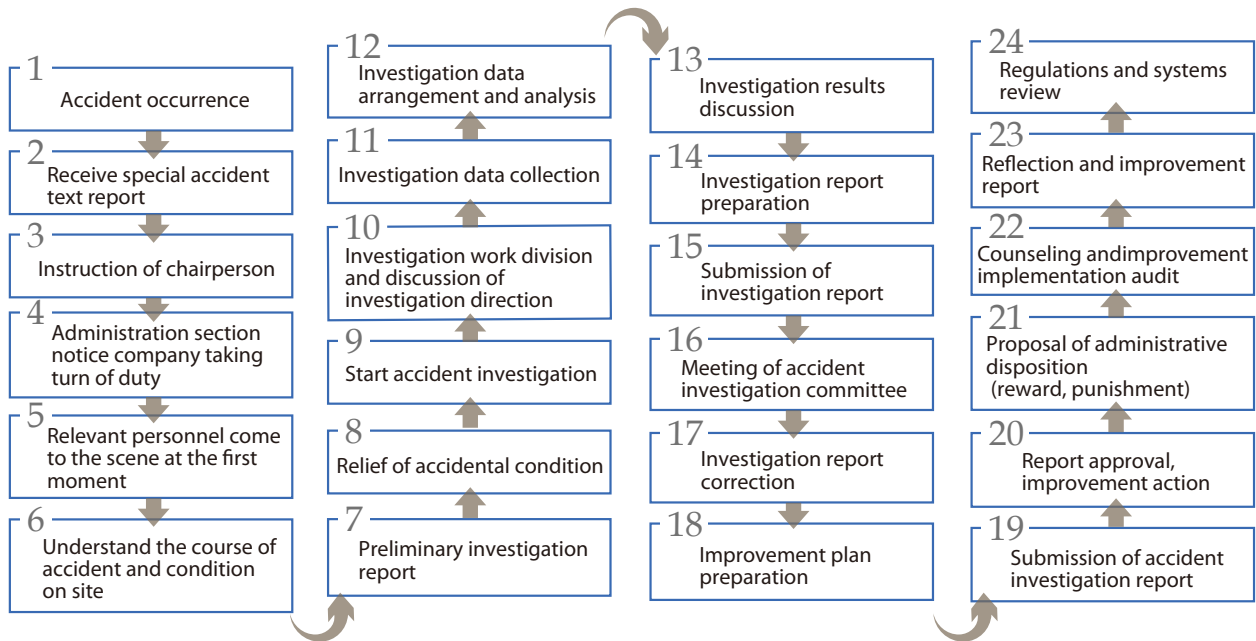 1
Accident occurrence
2
Receive special accident
text report
3
Instruction of chairperson
4
Administration section
notice company taking
turn of duty
5
Relevant personnel come
to the scene at the first
moment
6
Understand the course of
accident and condition
on site
7
Preliminary investigation
report
8
Relief of accidental condition
9
Start accident investigation
10
Investigation work division
and discussion of
investigation direction
11
Investigation data collection
12
Investigation data
arrangement and analysis
13
Investigation results
discussion
14
Investigation report
preparation
15
Submission of
investigation report
16
Meeting of accident
investigation committee
17
Investigation report
correction
18
Improvement plan
preparation
19
Submission of accident
investigation report
20
Report approval,
improvement action
21
Proposal of administrative
disposition
(reward, punishment)
22
Counseling andimprovement
implementation audit
23
Reflection and improvement
report
24
Regulations and systems
review